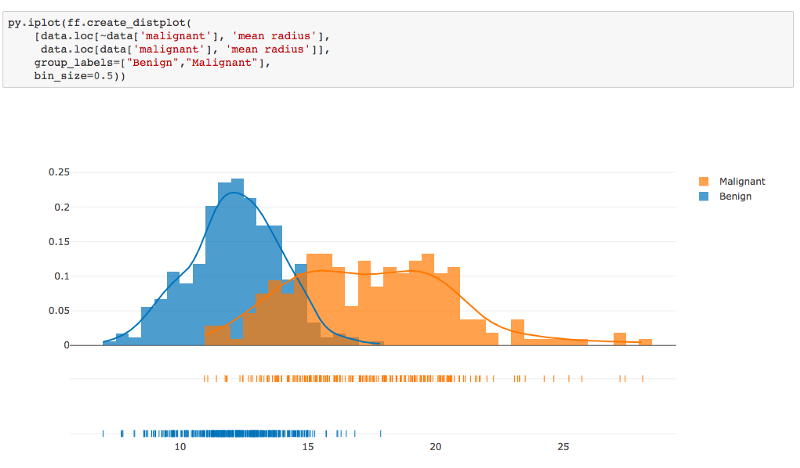 py.iplot(ff.create_distplot(
    [data.loc[~data['malignant'], 'mean radius'],
     data.loc[data['malignant'], 'mean radius']],
    group_labels=["Benign","Malignant"],
    bin_size=0.5))
0.25
0.2
0.15
0.1
0.05
0
Malignant
Benign
10 15 20 25